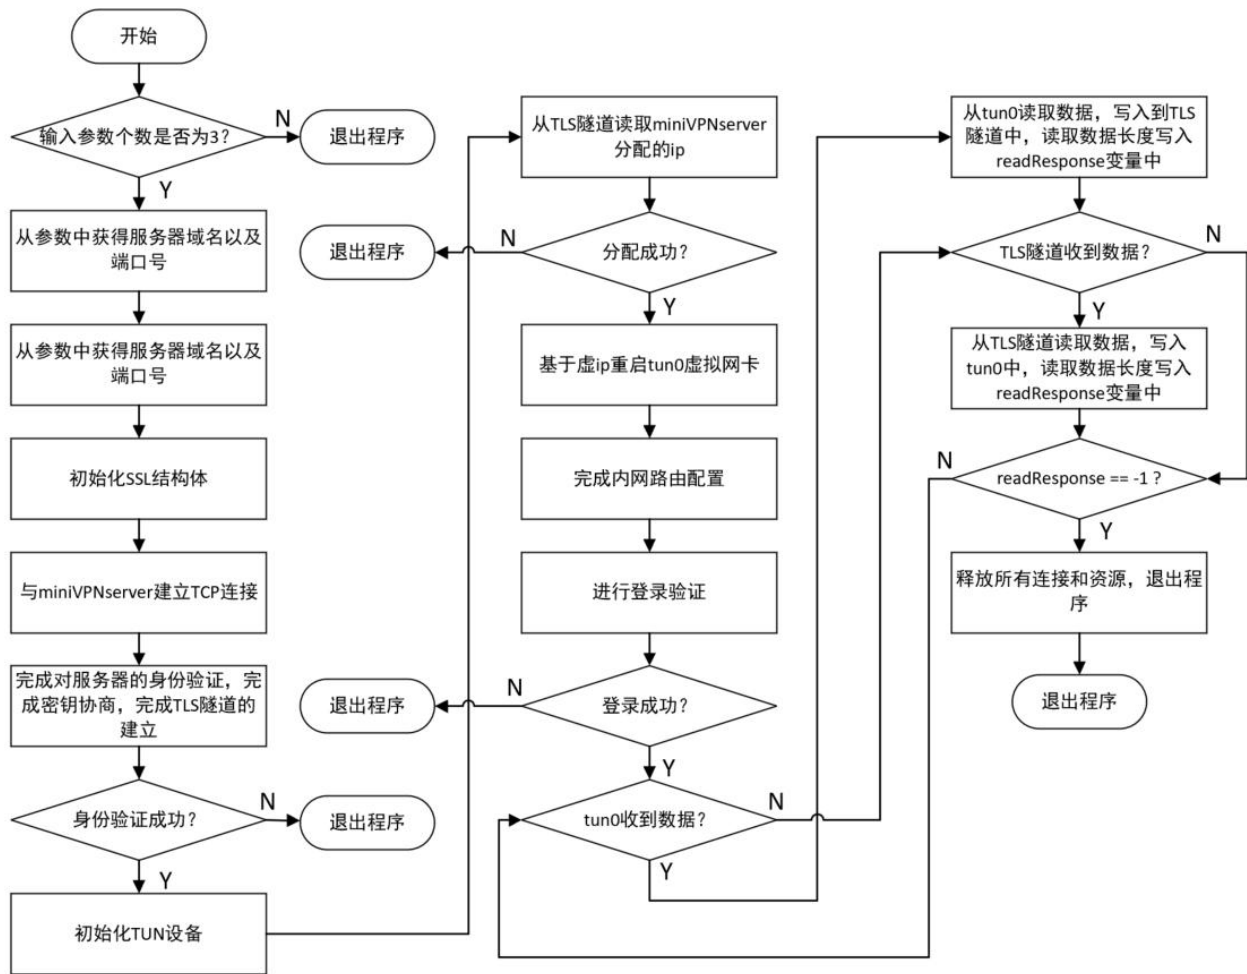 开始
输入参数个数是否为3?
N
退出程序
Y
从参数中获得服务器域名以及
端口号
从参数中获得服务器域名以及
端口号
初始化SSL结构体
与miniVPNserver建立TCP连接
完成对服务器的身份验证，完
成密钥协商，完成TLS隧道的
建立
身份验证成功?
N
退出程序
Y
初始化TUN设备
从TLS隧道读取miniVPNserver
分配的ip
分配成功?
N
退出程序
Y
基于虚ip重启tun0虚拟网卡
完成内网路由配置
进行登录验证
登录成功?
N
退出程序
Y
tun0收到数据?
N
Y
从tun0读取数据，写入到TLS
隧道中，读取数据长度写入
readResponse变量中
TLS隧道收到数据?
N
Y
从TLS隧道读取数据，写入
tun0中，读取数据长度写入
readResponse变量中
readResponse == -1 ?
N
Y
释放所有连接和资源，退出程
序
退出程序